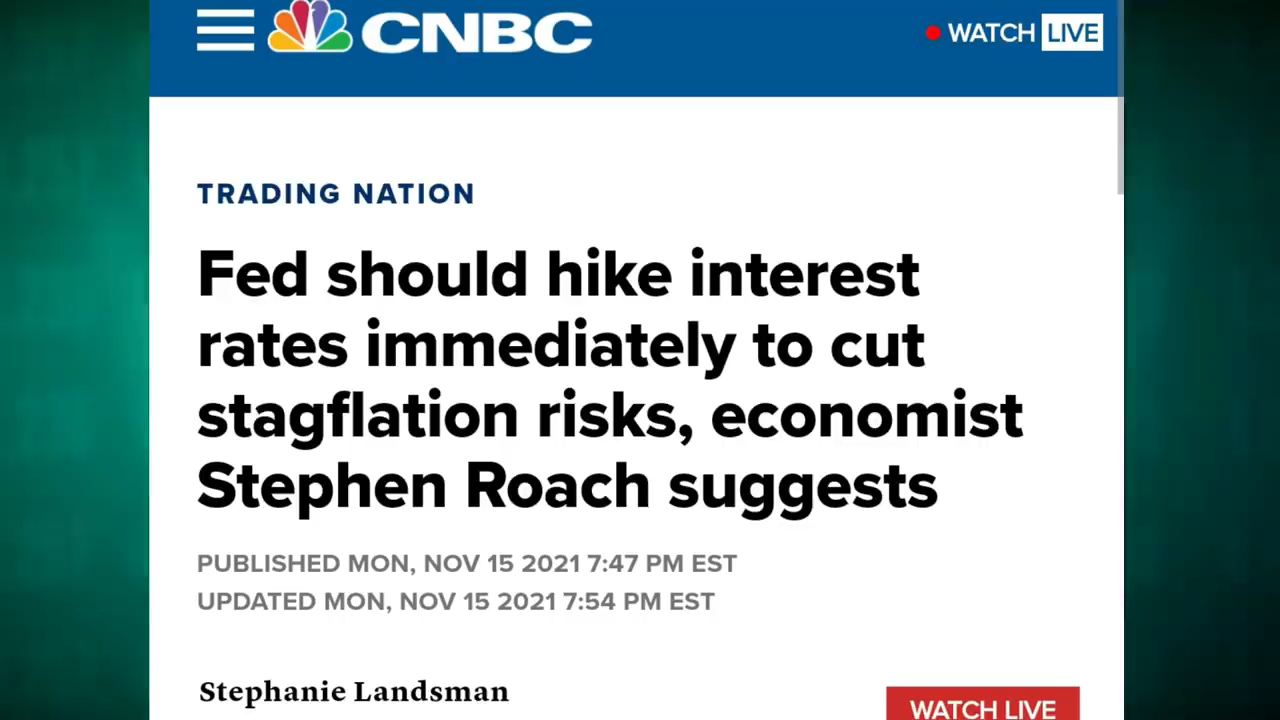 CNBC
WATCH LIVE
TRADING NATION
Fed should hike interest
rates immediately to cut
stagflation risks, economist
Stephen Roach suggests
PUBLISHED MON, NOV 15 2021 7:47 PM EST
UPDATED MON, NOV 15 2021 7:54 PM EST
Stephanie Landsman
WATCH LIVE